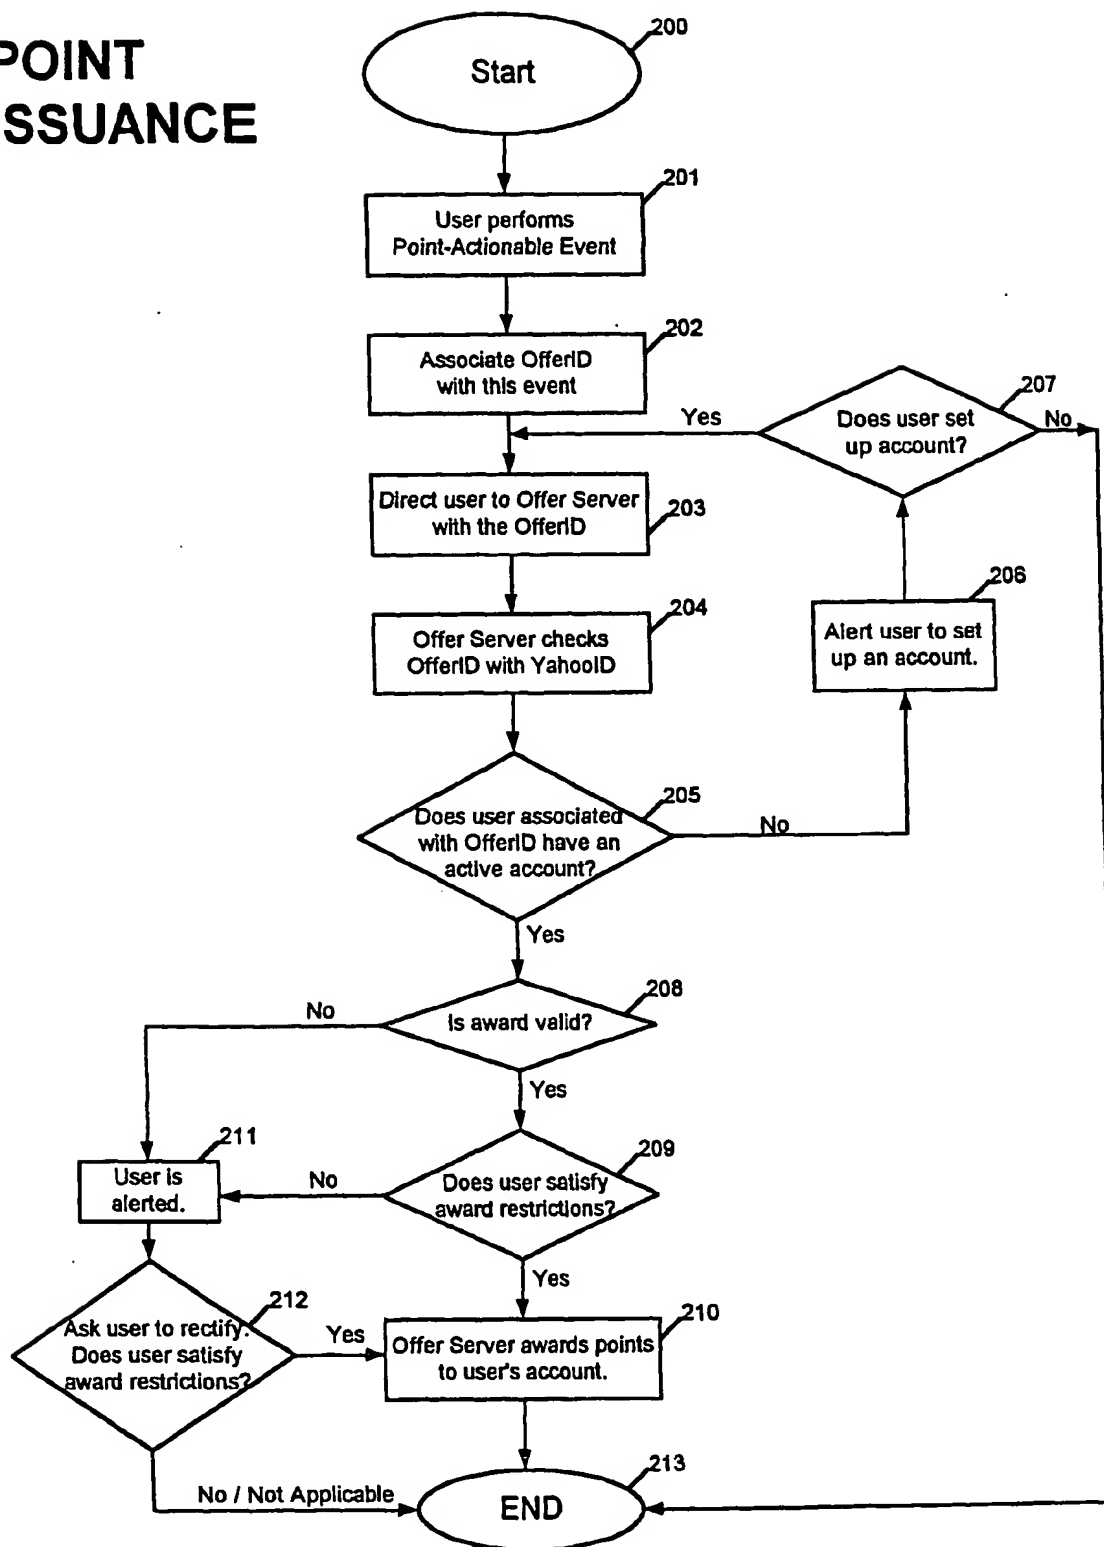 POINT
ISSUANCE
200
Start
201
User performs
Point-Actionable Event
202
Associate OfferID
with this event
207
Does user set
up account?
Yes
No
Direct user to Offer Server
with the OfferID
203
206
Alert user to set
up an account.
204
Offer Server checks
OfferID with YahooID
205
Does user associated
with OfferID have an
active account?
No
Yes
208
Is award valid?
No
Yes
211
User is
alerted.
209
Does user satisfy
award restrictions?
No
Yes
212
Ask user to rectify.
Does user satisfy
award restrictions?
Yes
210
Offer Server awards points
to user's account.
No / Not Applicable
213
END